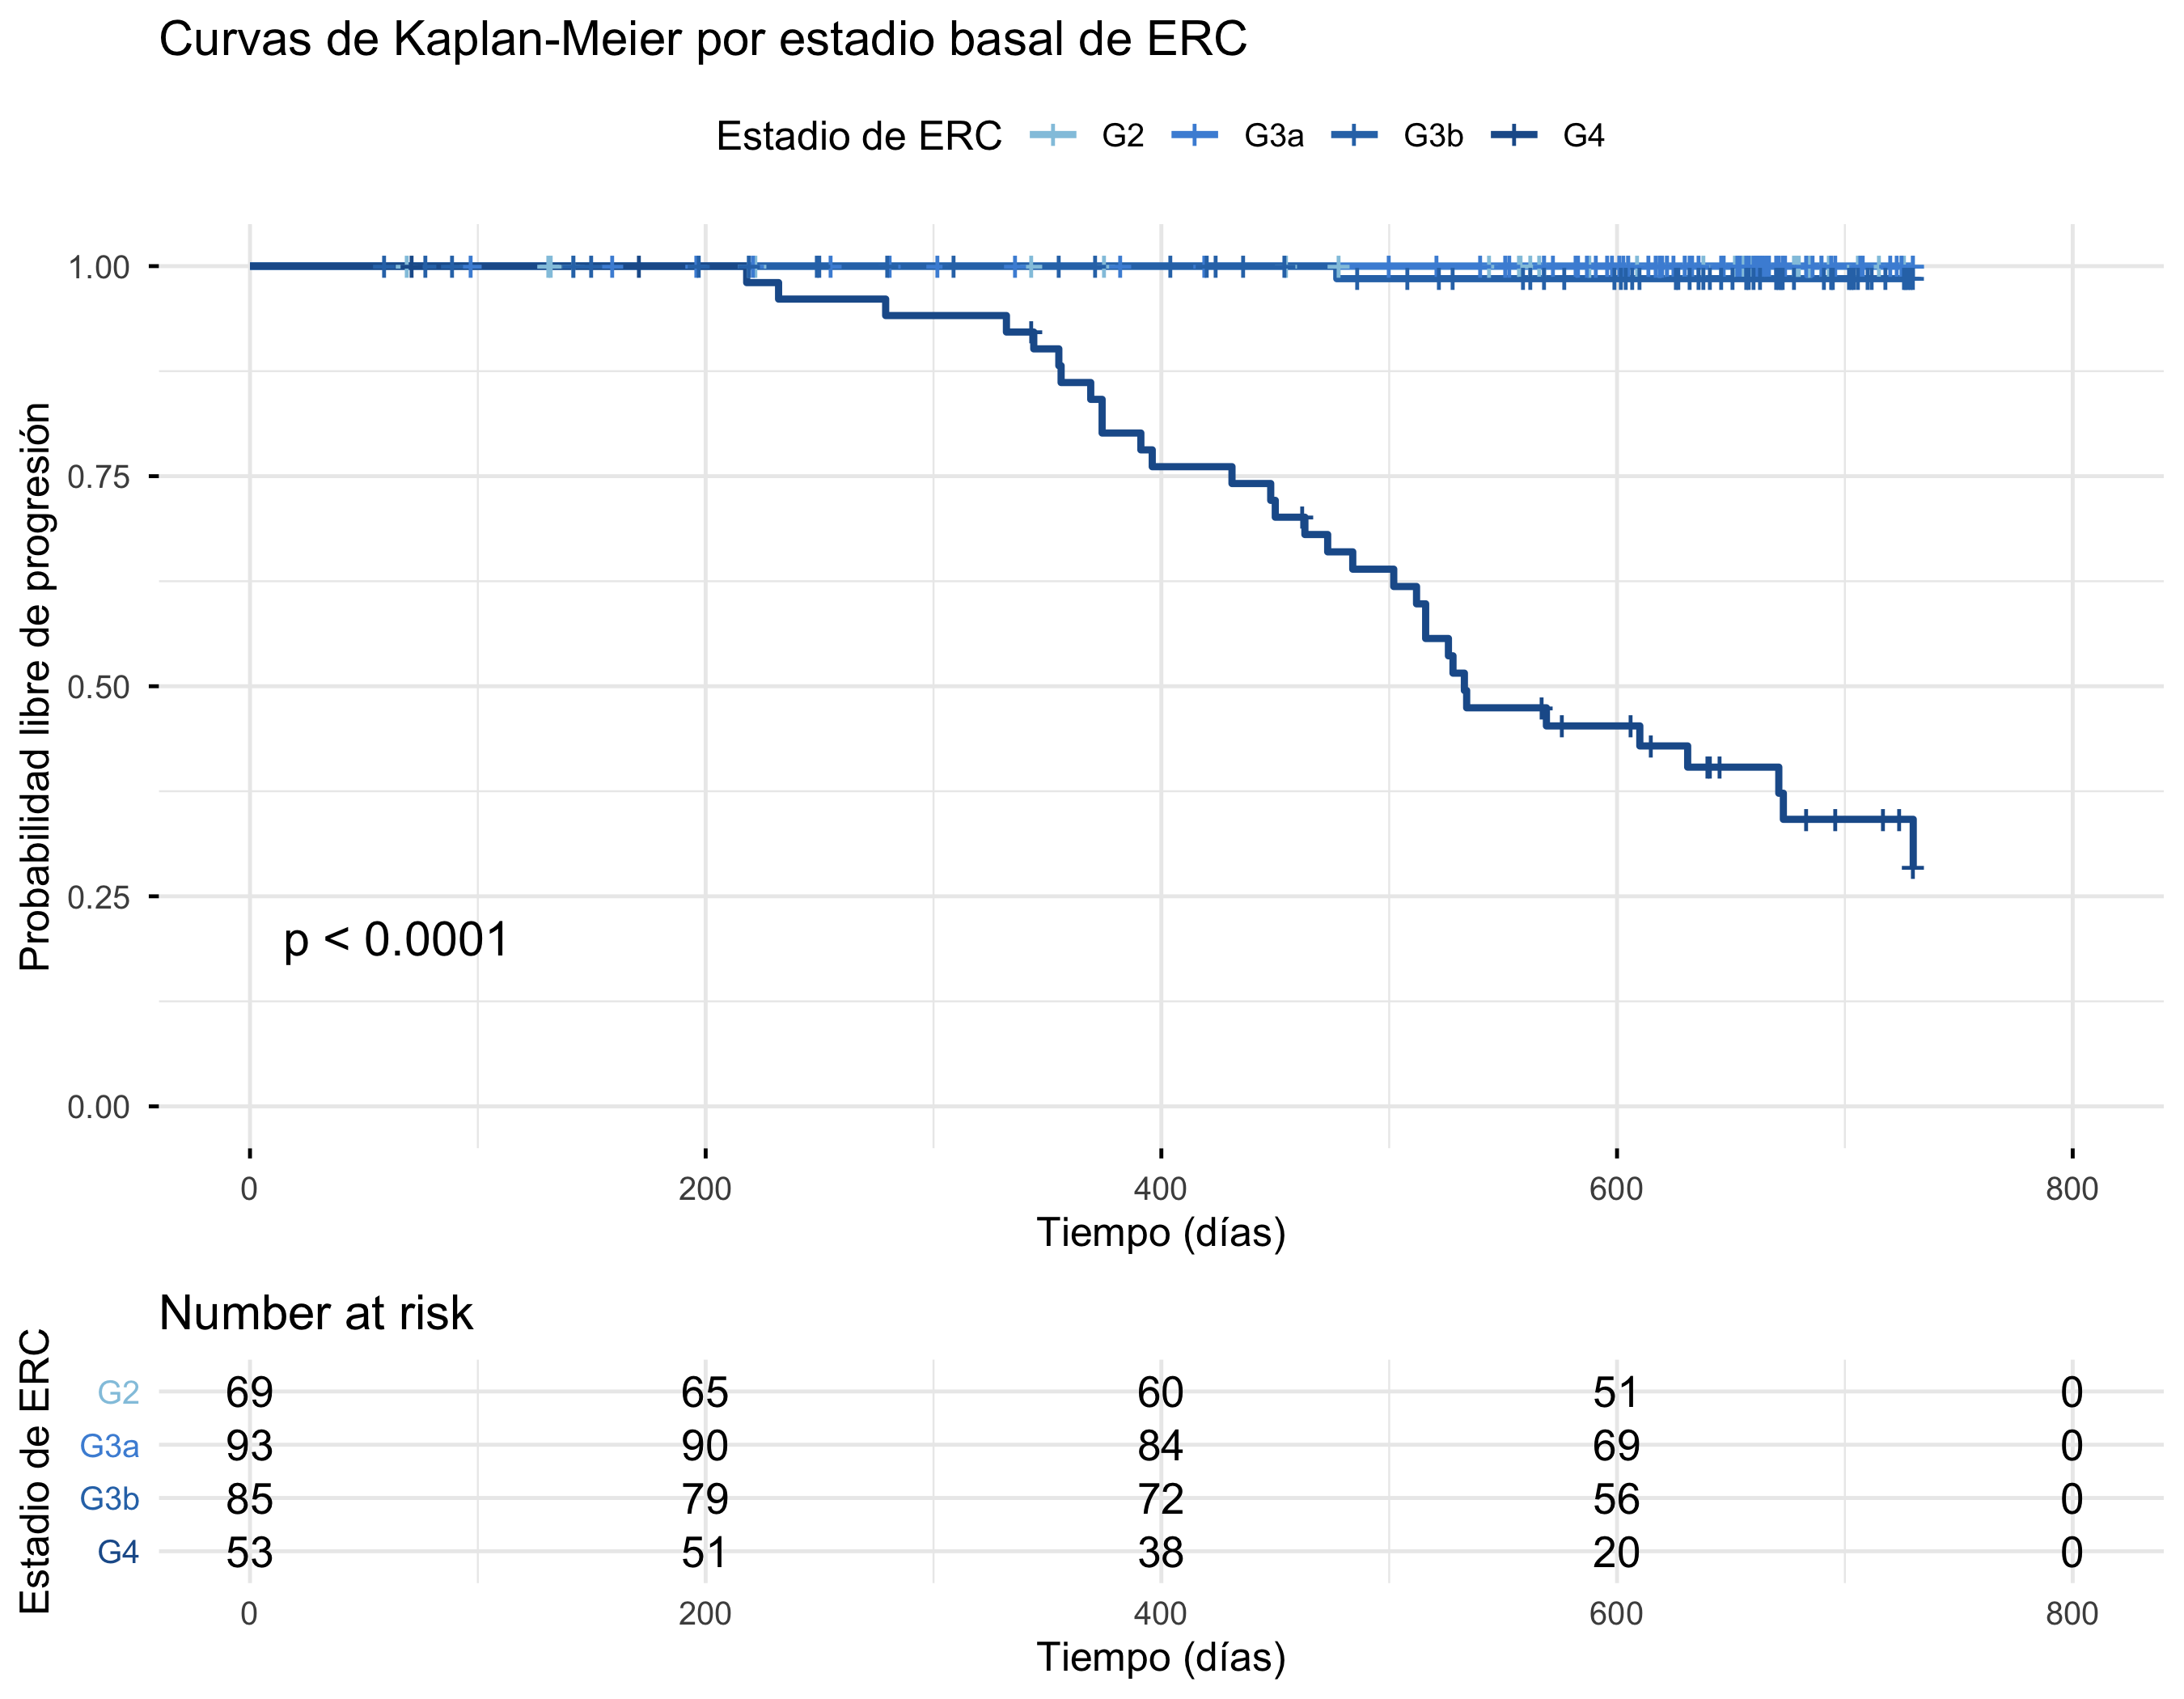 Curvas de Kaplan-Meier por estadio basal de ERC
Estadio de ERC G2 G3a G3b G4
Probabilidad libre de progresión
1.00
0.75
0.50
0.25
0.00
p < 0.0001
0 200 400 600 800
Tiempo (días)
Number at risk
Estadio de ERC
G2 69 65 60 51 0
G3a 93 90 84 69 0
G3b 85 79 72 56 0
G4 53 51 38 20 0
0 200 400 600 800
Tiempo (días)